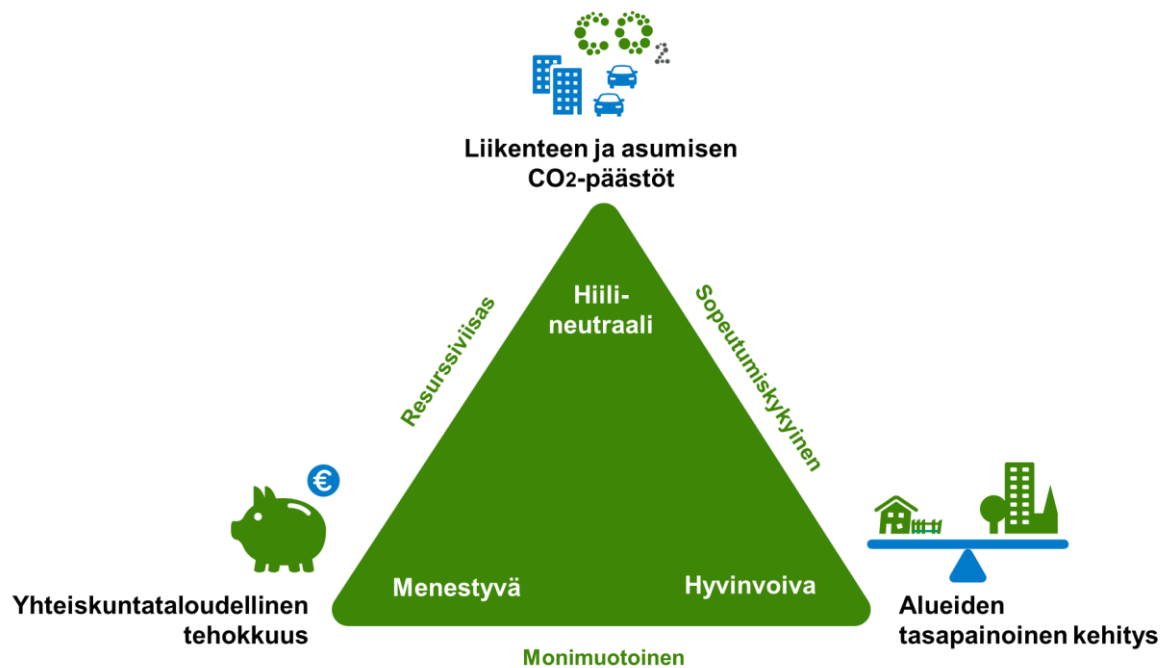 CO2
Liikenteen ja asumisen
CO2-päästöt
Hiili-
neutraali
Resurssiviisas
Sopeutumiskykyinen
€
Menestyvä
Hyvinvoiva
Yhteiskuntataloudellinen
tehokkuus
Alueiden
tasapainoinen kehitys
Monimuotoinen